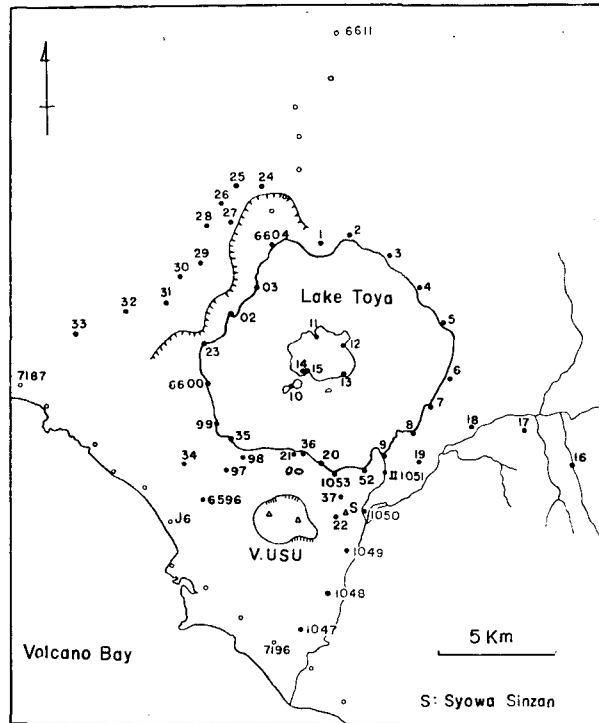 6611
25 24
26
28 27
6604 1 2
3
29
30 03 4
Lake Toya
31
32 02 5
33 11
23 12
14 15 13 6
7187 6600 10
7
99 35 8 18 17
34 98 21 36 20 9 19 16
97 1053 52 II 1051
6596 37
J6 22 S 1050
V.USU 1049
1048
1047
7196
Volcano Bay
5 Km
S: Syowa Sinzan